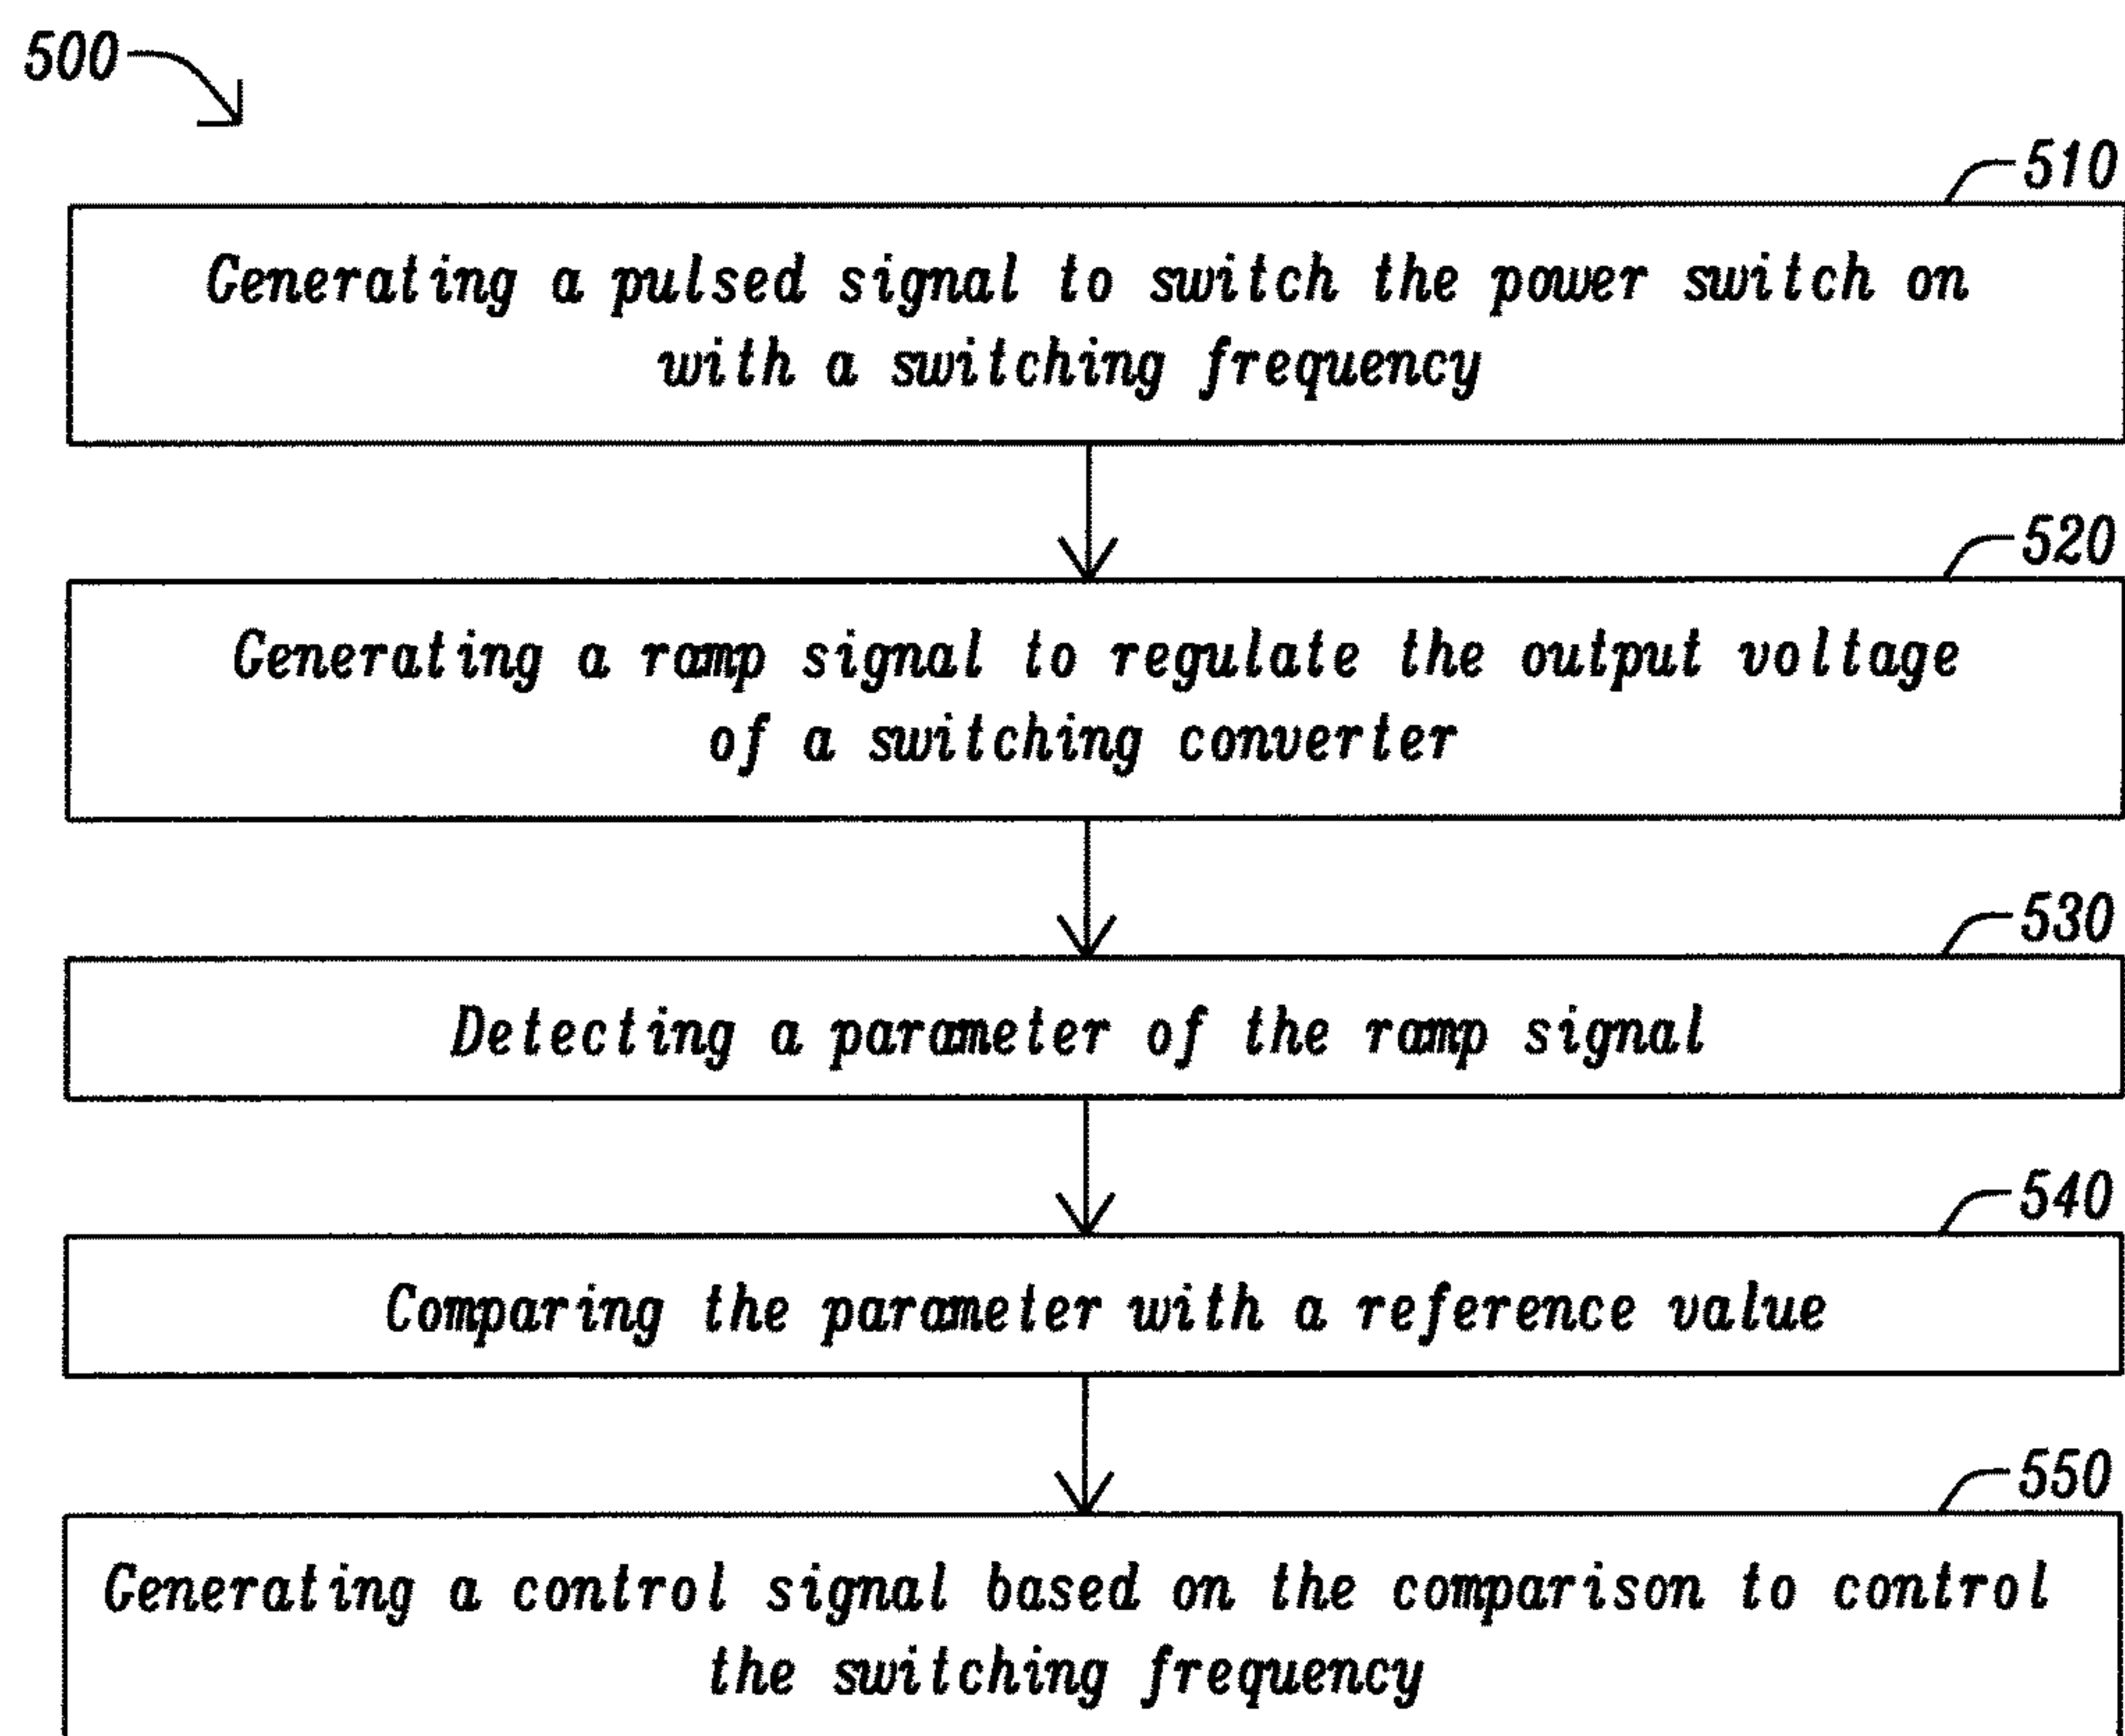 500
510
Generating a pulsed signal to switch the power switch on
with a switching frequency
520
Generating a ramp signal to regulate the output voltage
of a switching converter
530
Detecting a parameter of the ramp signal
540
Comparing the parameter with a reference value
550
Generating a control signal based on the comparison to control
the switching frequency